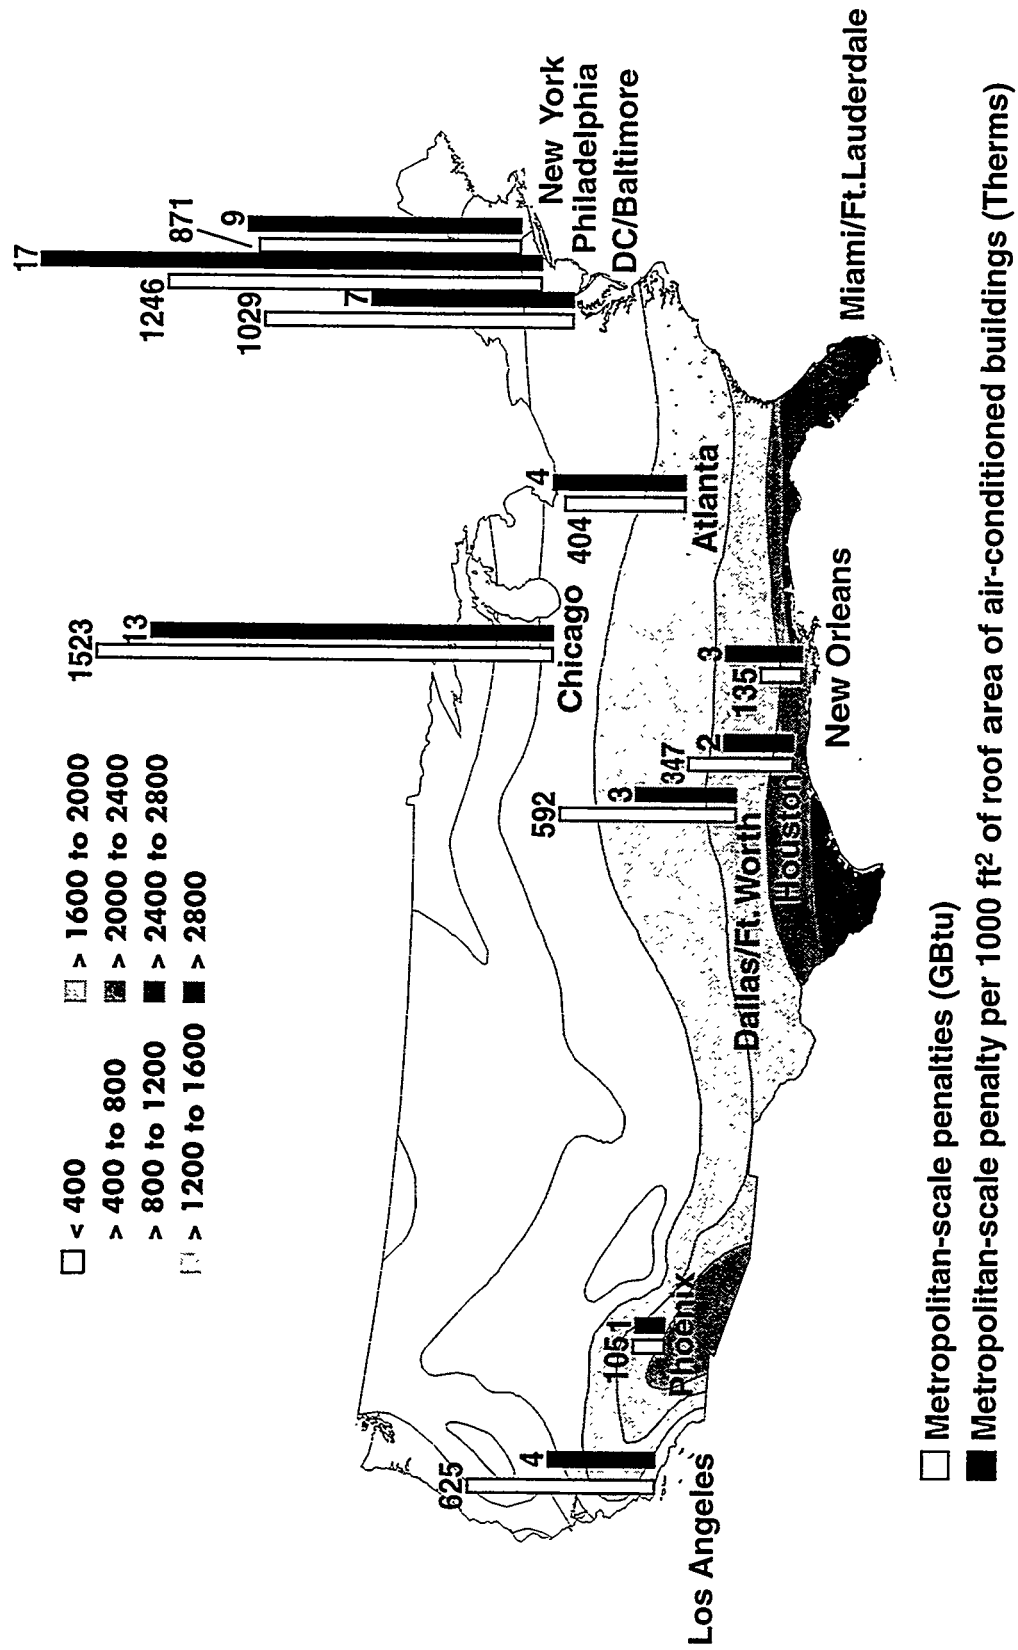 < 400
> 400 to 800
> 800 to 1200
> 1200 to 1600
> 1600 to 2000
> 2000 to 2400
> 2400 to 2800
> 2800
625
4
Los Angeles
105
1
Phoenix
592
3
Dallas/Ft. Worth
347
2
Houston
135
3
New Orleans
1523
13
Chicago
404
4
Atlanta
1029
7
1246
17
871
9
New York
Philadelphia
DC/Baltimore
Miami/Ft.Lauderdale
Metropolitan-scale penalties (GBtu)
Metropolitan-scale penalty per 1000 ft² of roof area of air-conditioned buildings (Therms)